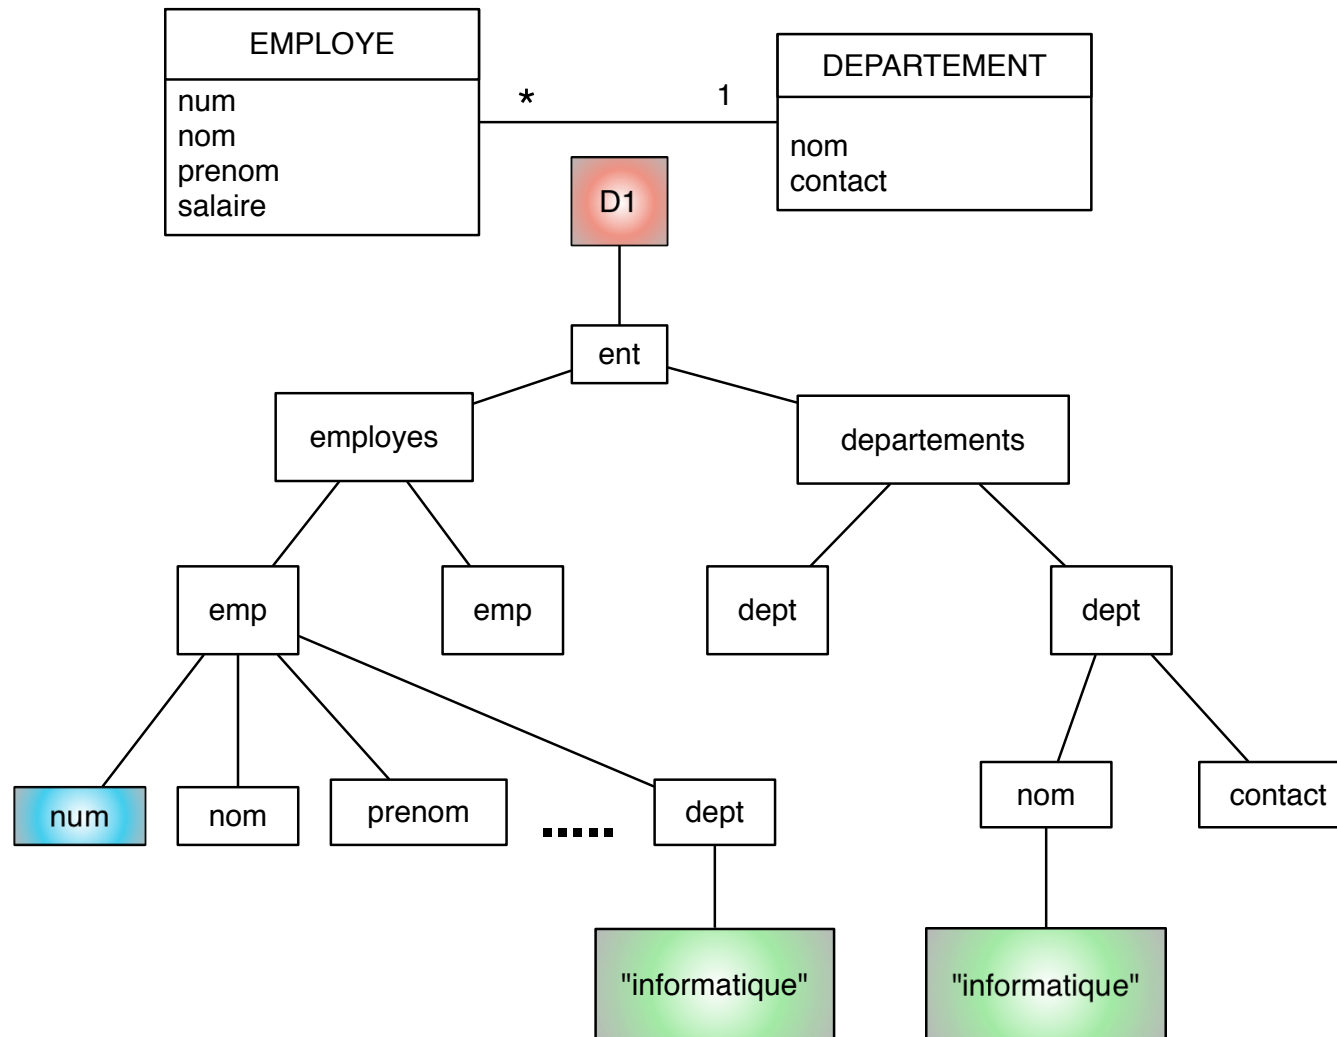 EMPLOYE
num
nom
prenom
salaire
*
1
DEPARTEMENT
nom
contact
D1
ent
employes
departements
emp
emp
dept
dept
num
nom
prenom
dept
nom
contact
"informatique"
"informatique"